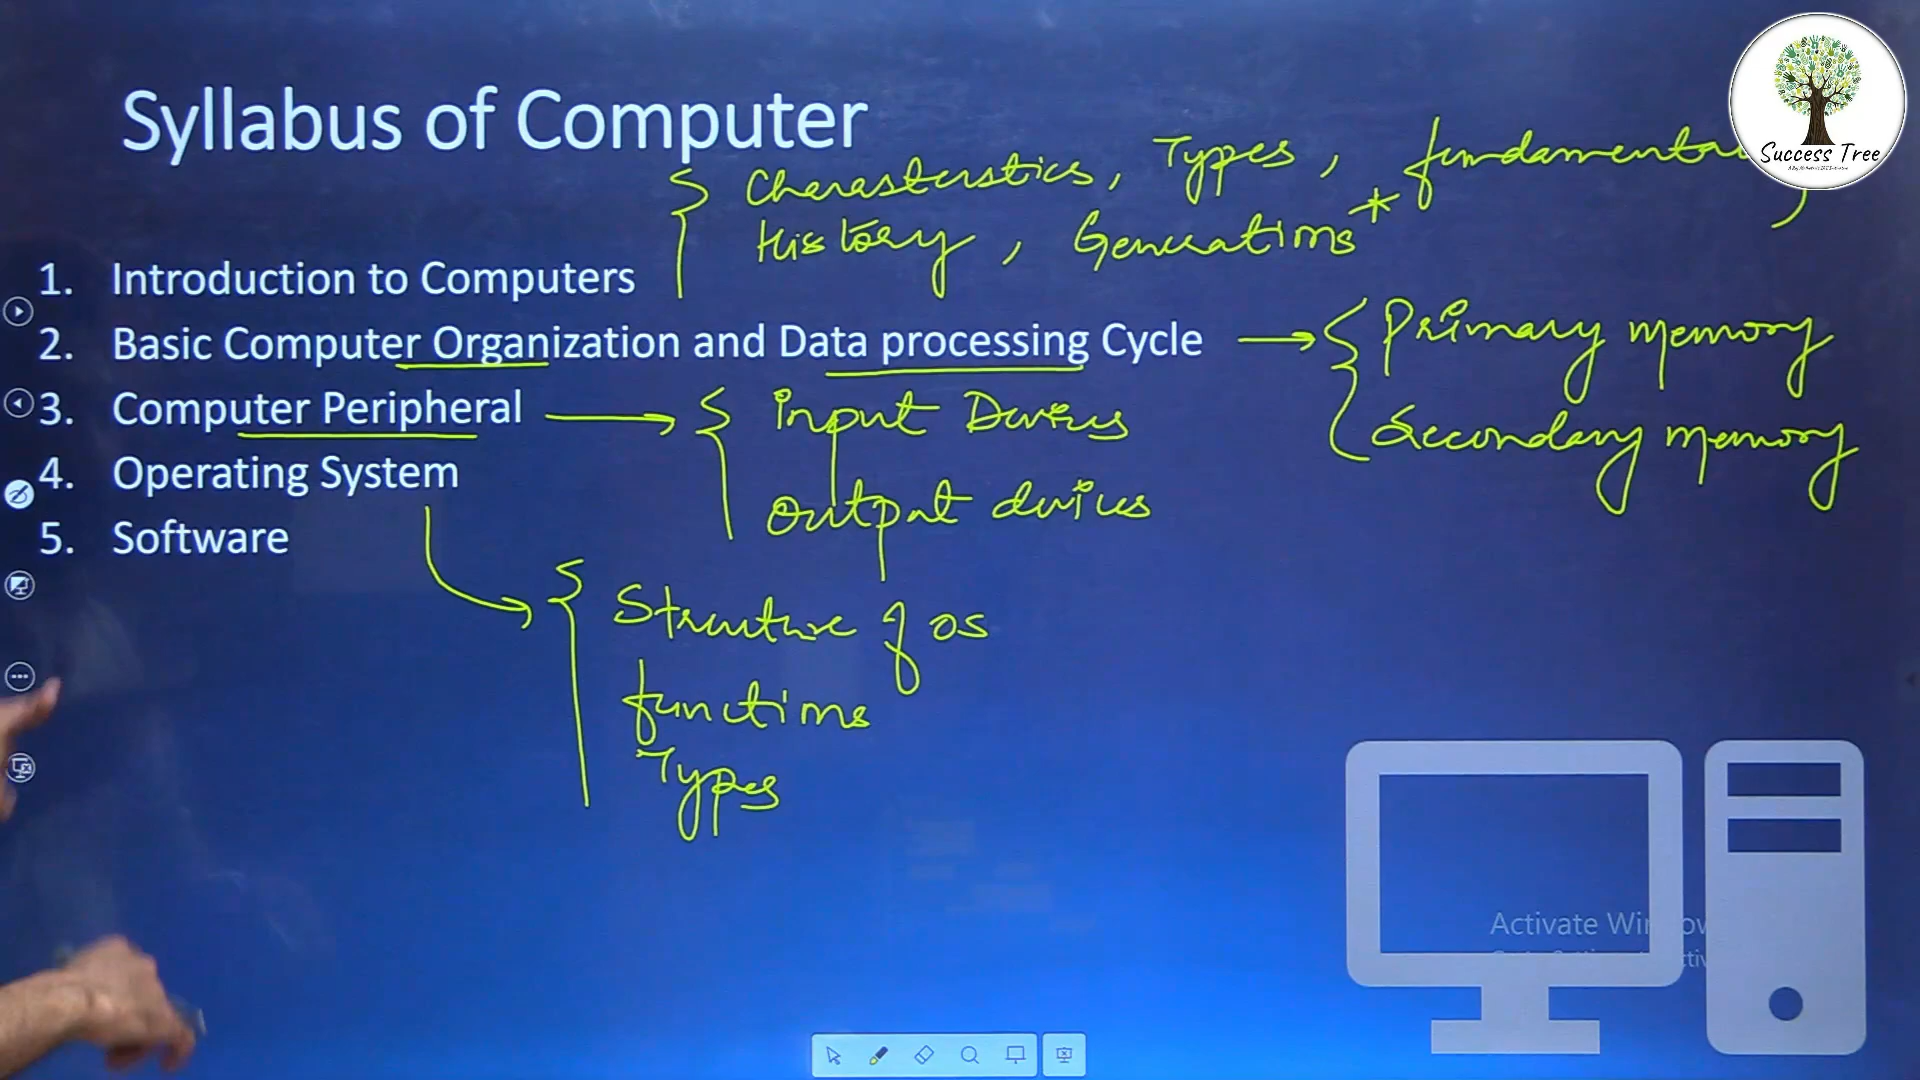 Syllabus of Computer
Success Tree
Types, fundamental
History, Generations*
1. Introduction to Computers
2. Basic Computer Organization and Data processing Cycle
Primary memory
Secondary memory
3. Computer Peripheral
Input Devices
Output devices
4. Operating System
5. Software
Structure of OS
functions
Types
Activate Window